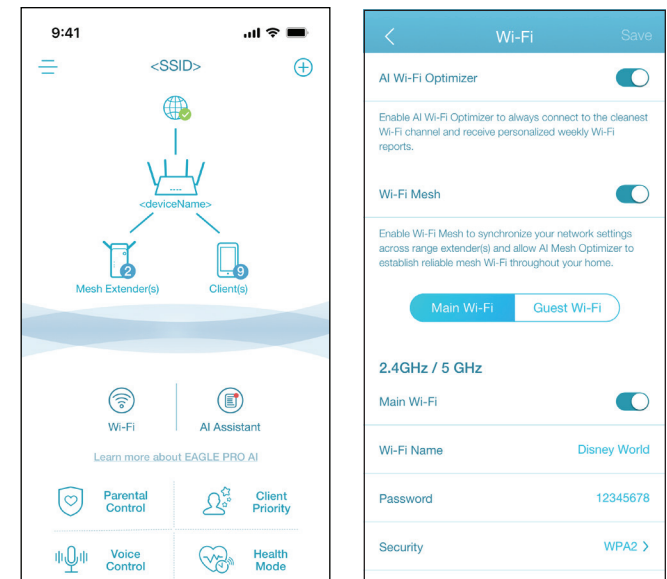 9:41
<SSID>
<deviceName>
2
9
Mesh Extender(s)
Client(s)
Wi-Fi
AI Assistant
Learn more about EAGLE PRO AI
Parental
Control
Client
Priority
Voice
Control
Health
Mode
Wi-Fi
Save
AI Wi-Fi Optimizer
Enable AI Wi-Fi Optimizer to always connect to the cleanest
Wi-Fi channel and receive personalized weekly Wi-Fi
reports.
Wi-Fi Mesh
Enable Wi-Fi Mesh to synchronize your network settings
across range extender(s) and allow AI Mesh Optimizer to
establish reliable mesh Wi-Fi throughout your home.
Main Wi-Fi
Guest Wi-Fi
2.4GHz / 5 GHz
Main Wi-Fi
Wi-Fi Name
Disney World
Password
12345678
Security
WPA2